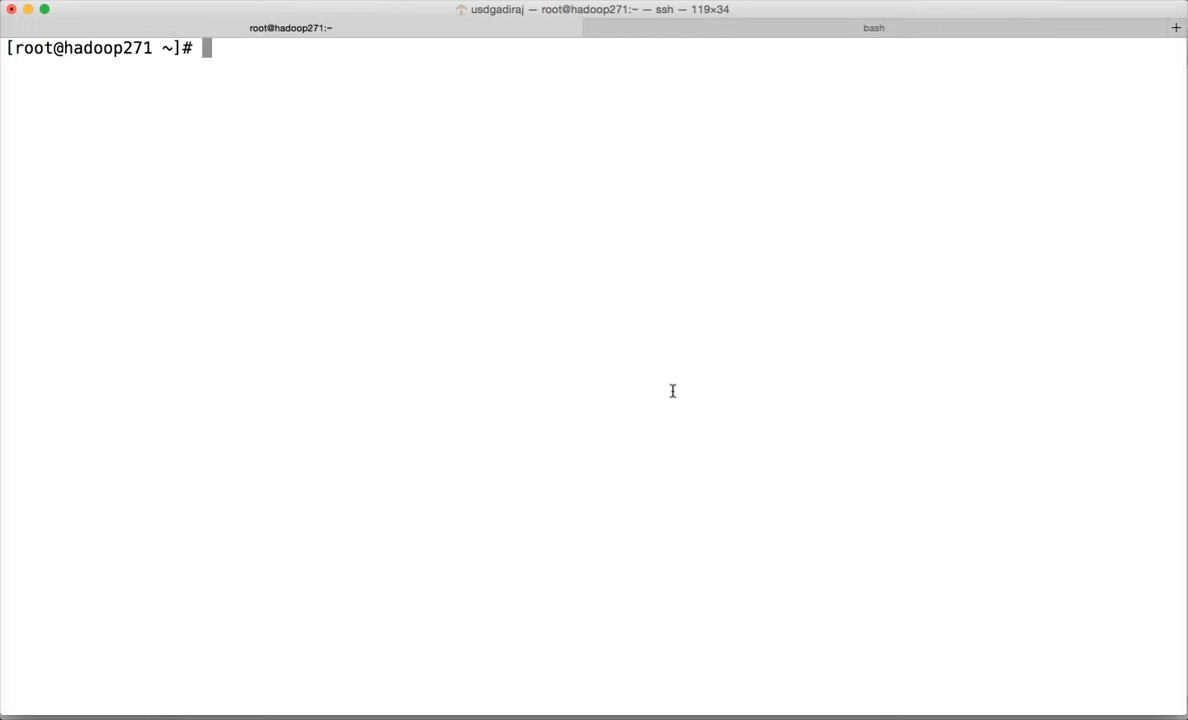 usdgadiraj — root@hadoop271:~ — ssh — 119×34
root@hadoop271:~
bash
+
[root@hadoop271 ~]#